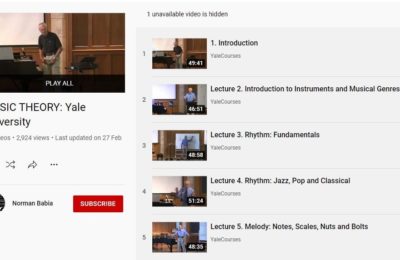 1 unavailable video is hidden
PLAY ALL
SIC THEORY: Yale
versity
eos • 2,924 views • Last updated on 27 Feb
Norman Babia
SUBSCRIBE
1
49:41
1. Introduction
YaleCourses
2
46:51
Lecture 2. Introduction to Instruments and Musical Genres
YaleCourses
3
48:58
Lecture 3. Rhythm: Fundamentals
YaleCourses
4
51:24
Lecture 4. Rhythm: Jazz, Pop and Classical
YaleCourses
5
48:35
Lecture 5. Melody: Notes, Scales, Nuts and Bolts
YaleCourses